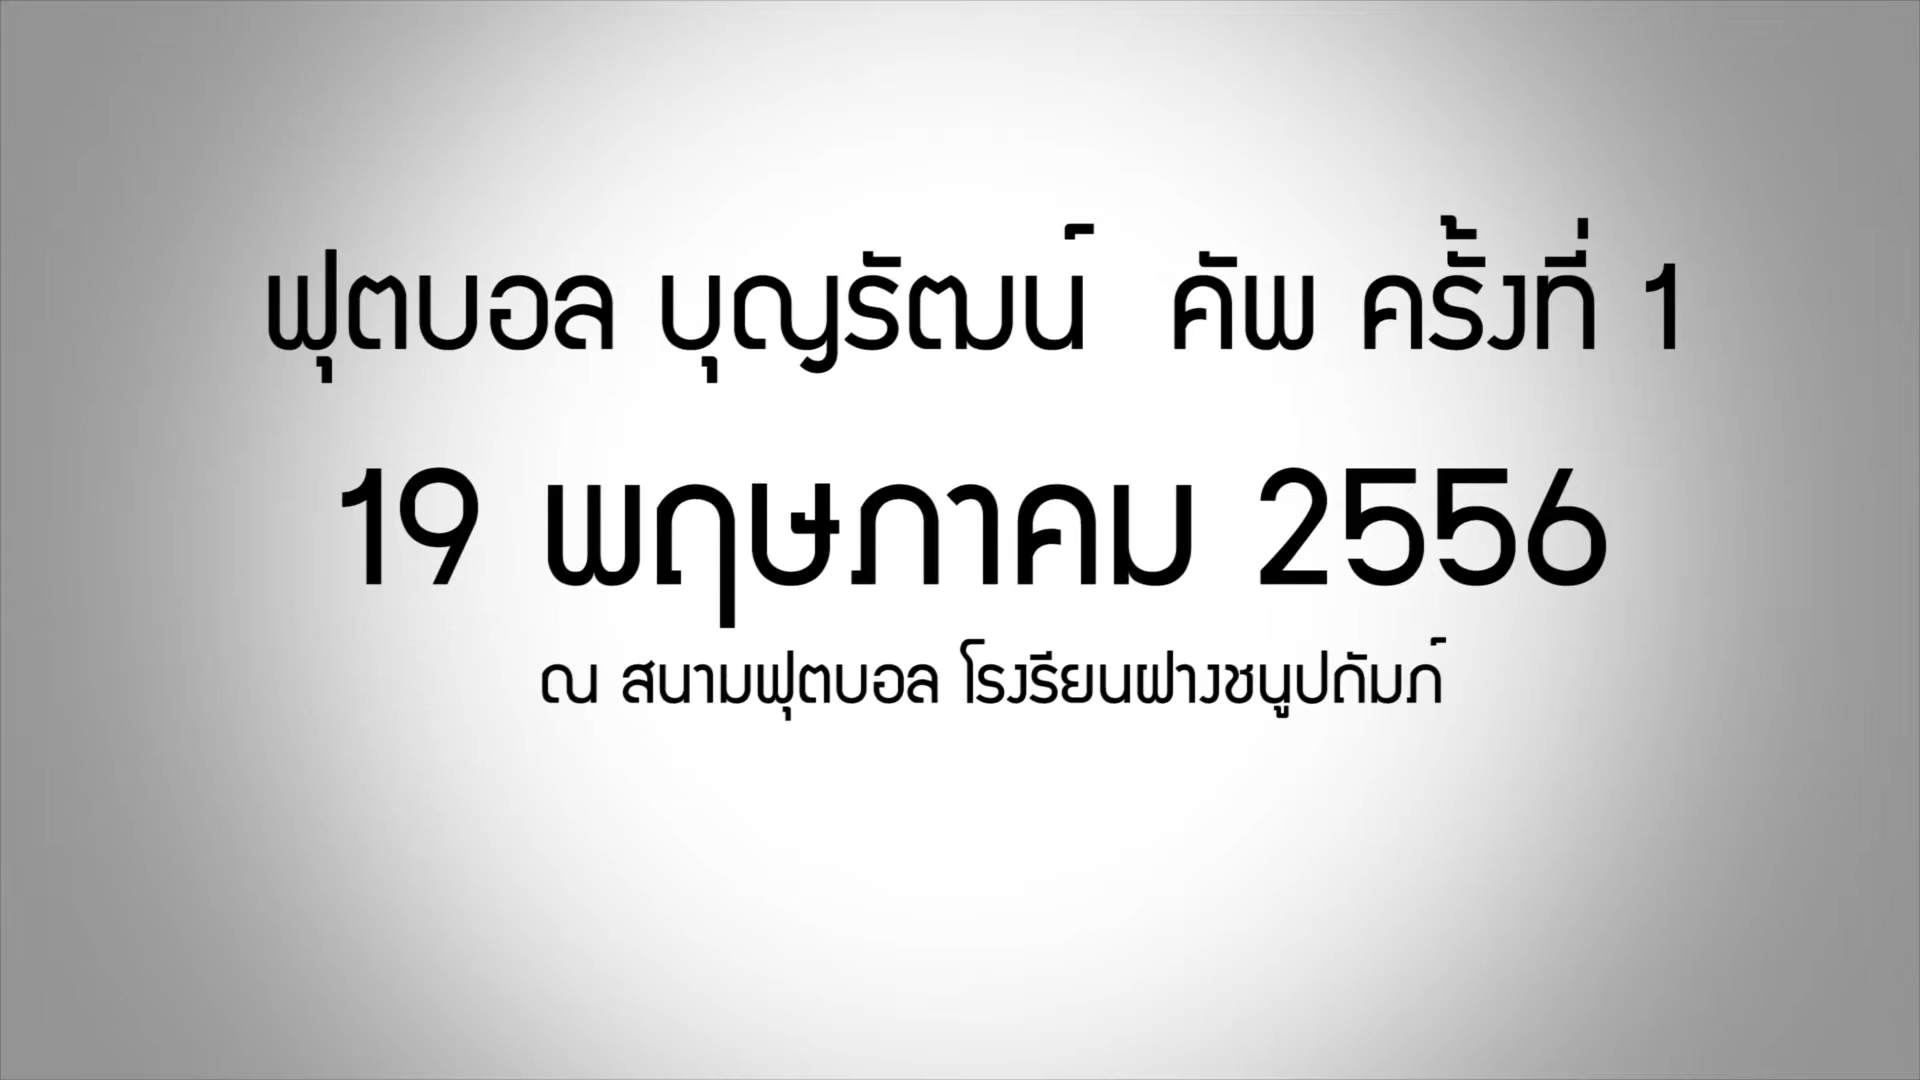 ฟุตบอล บุญรัฒน์ คัพ ครั้งที่ 1
19 พฤษภาคม 2556
ณ สนามฟุตบอล โรงรียนฝางชนูปถัมภ์